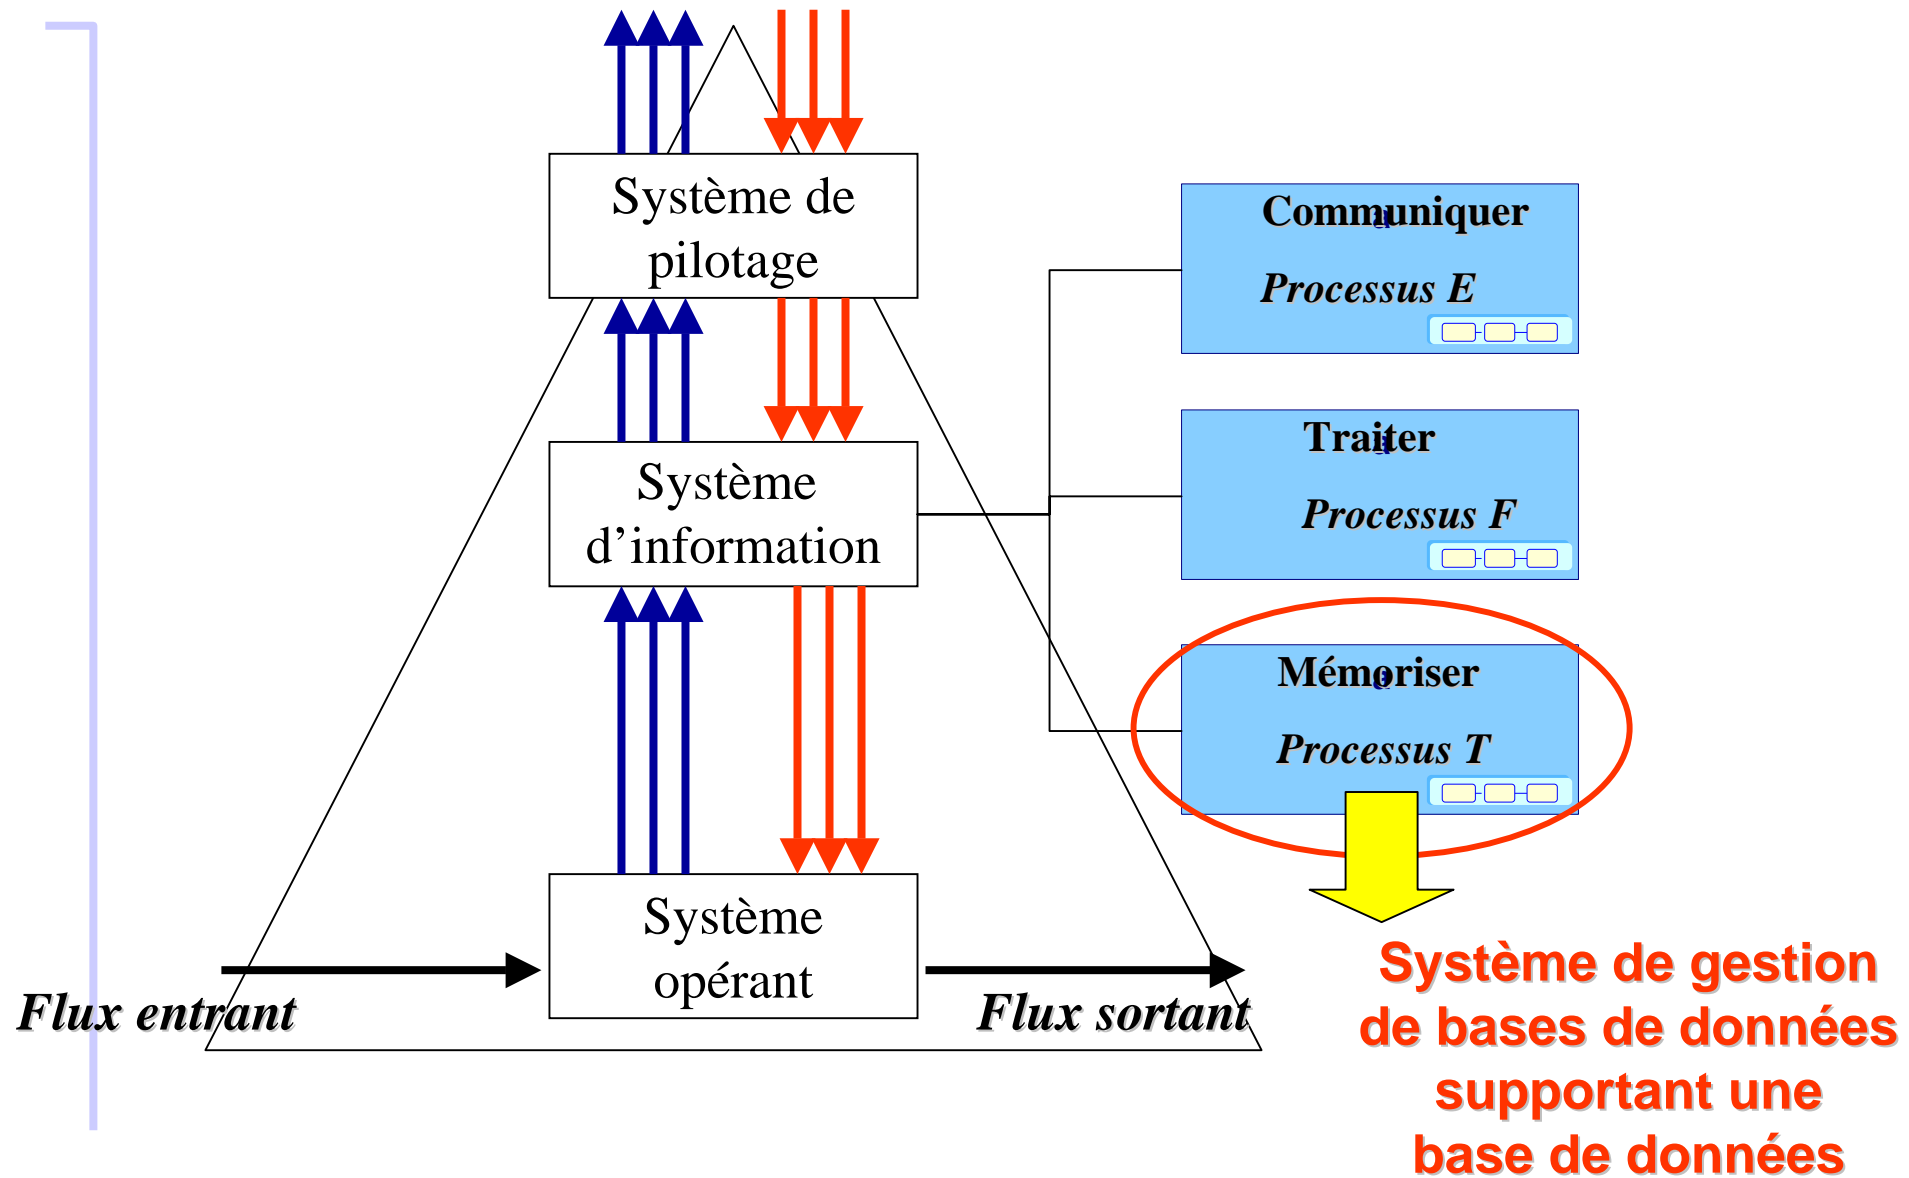 Système de
pilotage
Système
d’information
Système
opérant
Flux entrant
Flux sortant
Communiquer
Processus E
Traiter
Processus F
Mémoriser
Processus T
Système de gestion
de bases de données
supportant une
base de données